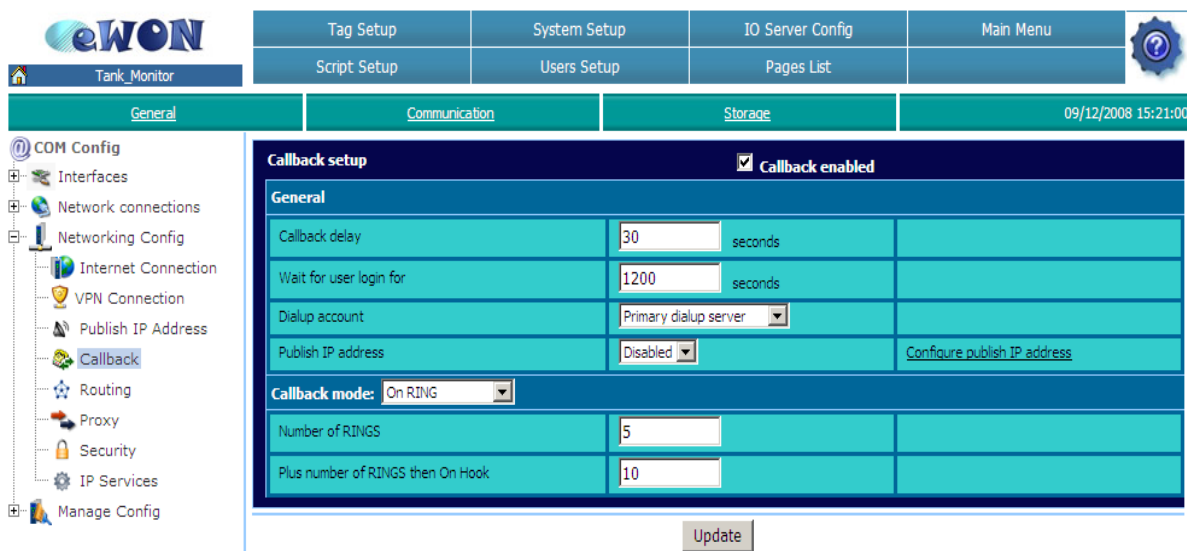 eWON
Tag Setup
System Setup
IO Server Config
Main Menu
Tank_Monitor
Script Setup
Users Setup
Pages List
?
General
Communication
Storage
09/12/2008 15:21:00
@ COM Config
Interfaces
Network connections
Networking Config
Internet Connection
VPN Connection
Publish IP Address
Callback
Routing
Proxy
Security
IP Services
Manage Config
Callback setup
Callback enabled
General
Callback delay 30 seconds
Wait for user login for 1200 seconds
Dialup account Primary dialup server
Publish IP address Disabled Configure publish IP address
Callback mode: On RING
Number of RINGS 5
Plus number of RINGS then On Hook 10
Update